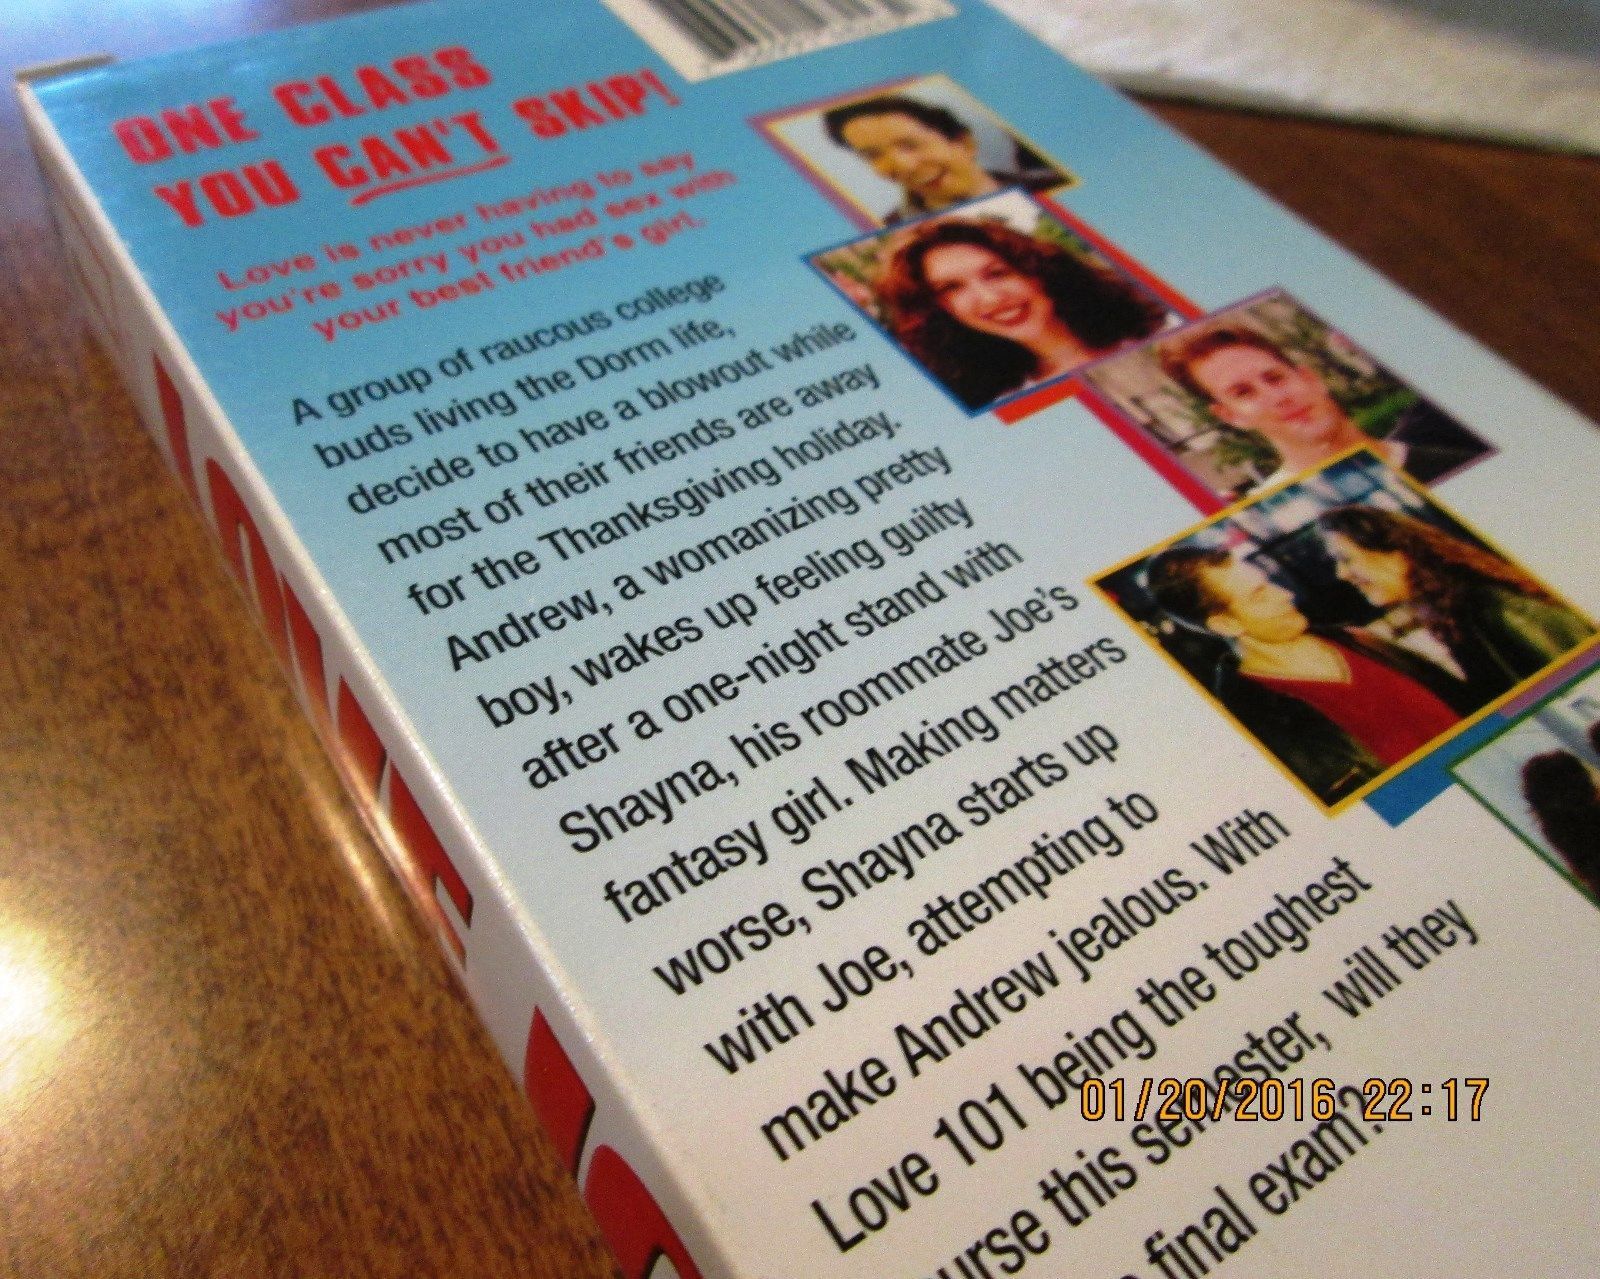 ONE CLASS
YOU CAN'T SKIP!
Love is never having to say
you're sorry you had sex with
your best friend's girl.
A group of raucous college
buds living the Dorm life,
decide to have a blowout while
most of their friends are away
for the Thanksgiving holiday.
Andrew, a womanizing pretty
boy, wakes up feeling guilty
after a one-night stand with
Shayna, his roommate Joe's
fantasy girl. Making matters
worse, Shayna starts up
with Joe, attempting to
make Andrew jealous. With
Love 101 being the toughest
urse this semester, will they
final exam?
01/20/2016 22:17